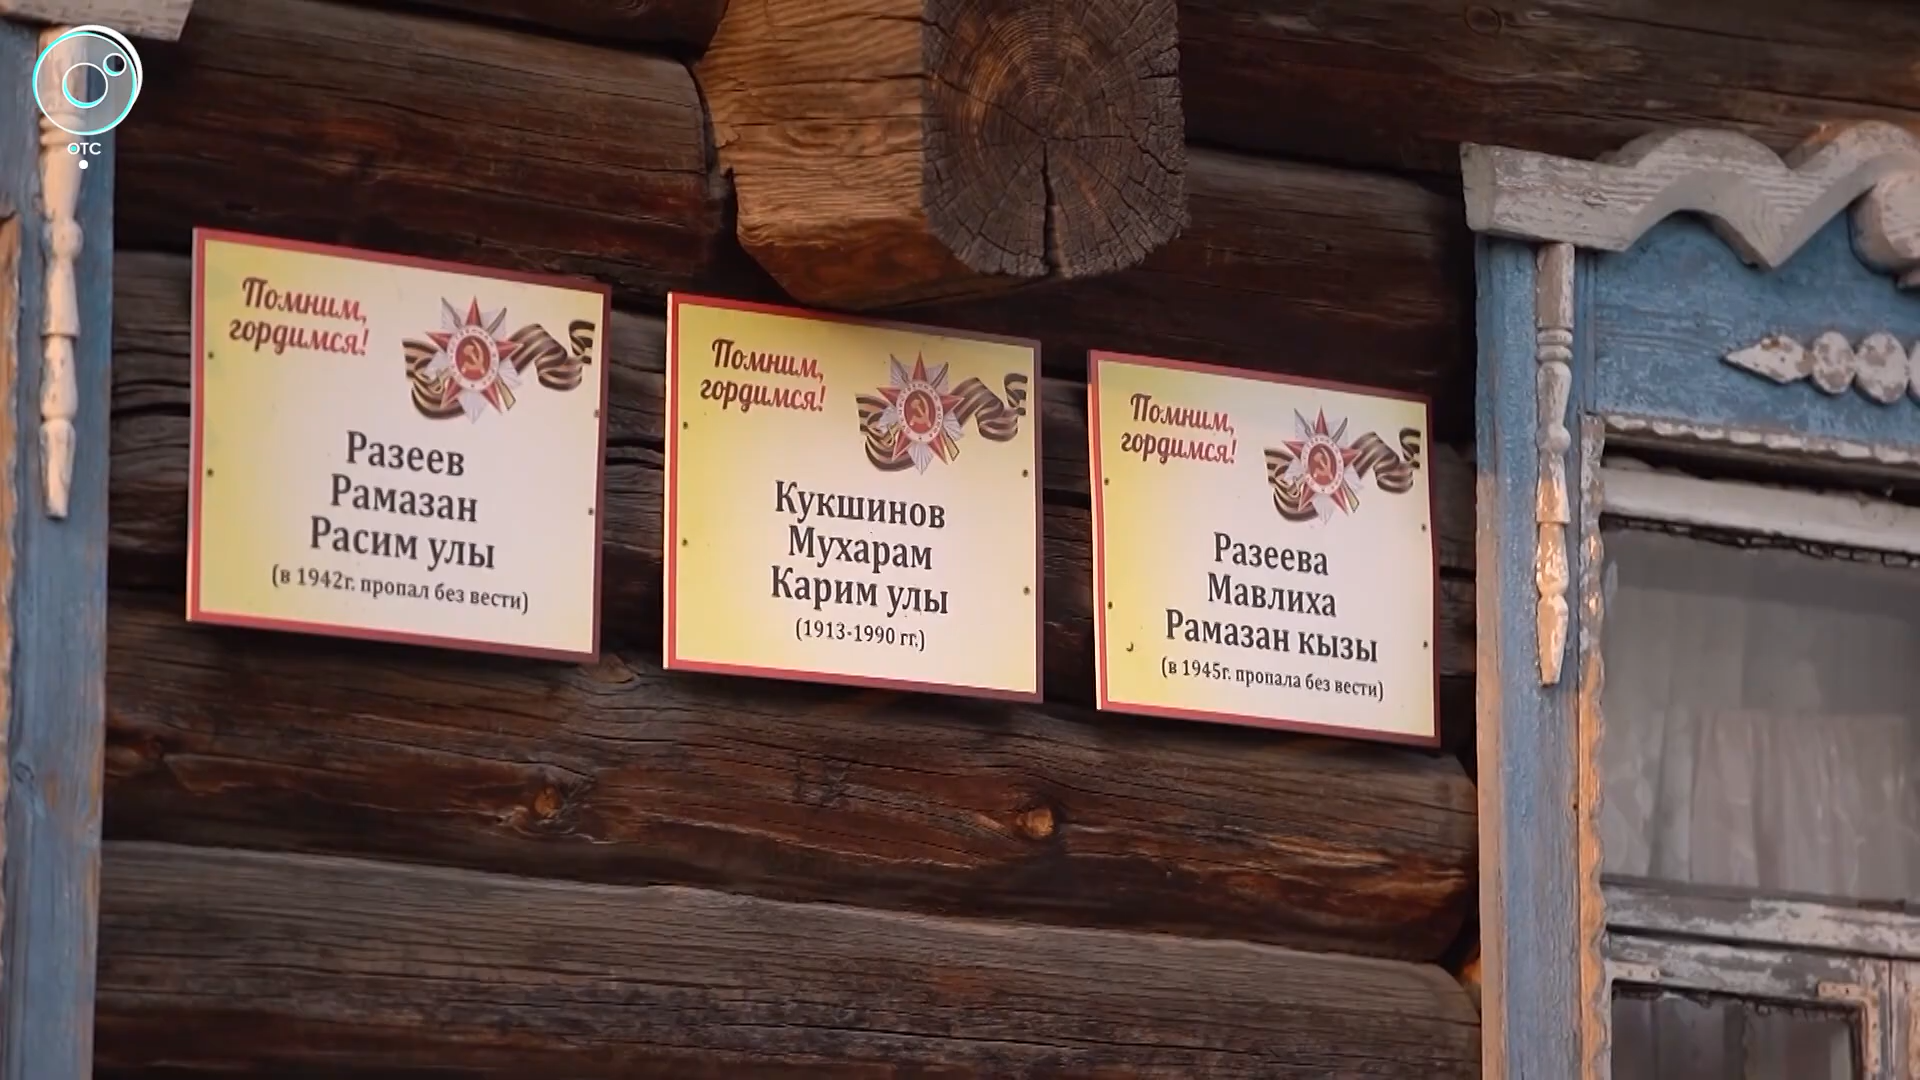 ОТС
Помним,
гордимся!
Разеев
Рамазан
Расим улы
(в 1942г. пропал без вести)
Помним,
гордимся!
Кукшинов
Мухарам
Карим улы
(1913-1990 гг.)
Помним,
гордимся!
Разеева
Мавлиха
Рамазан кызы
(в 1945г. пропала без вести)